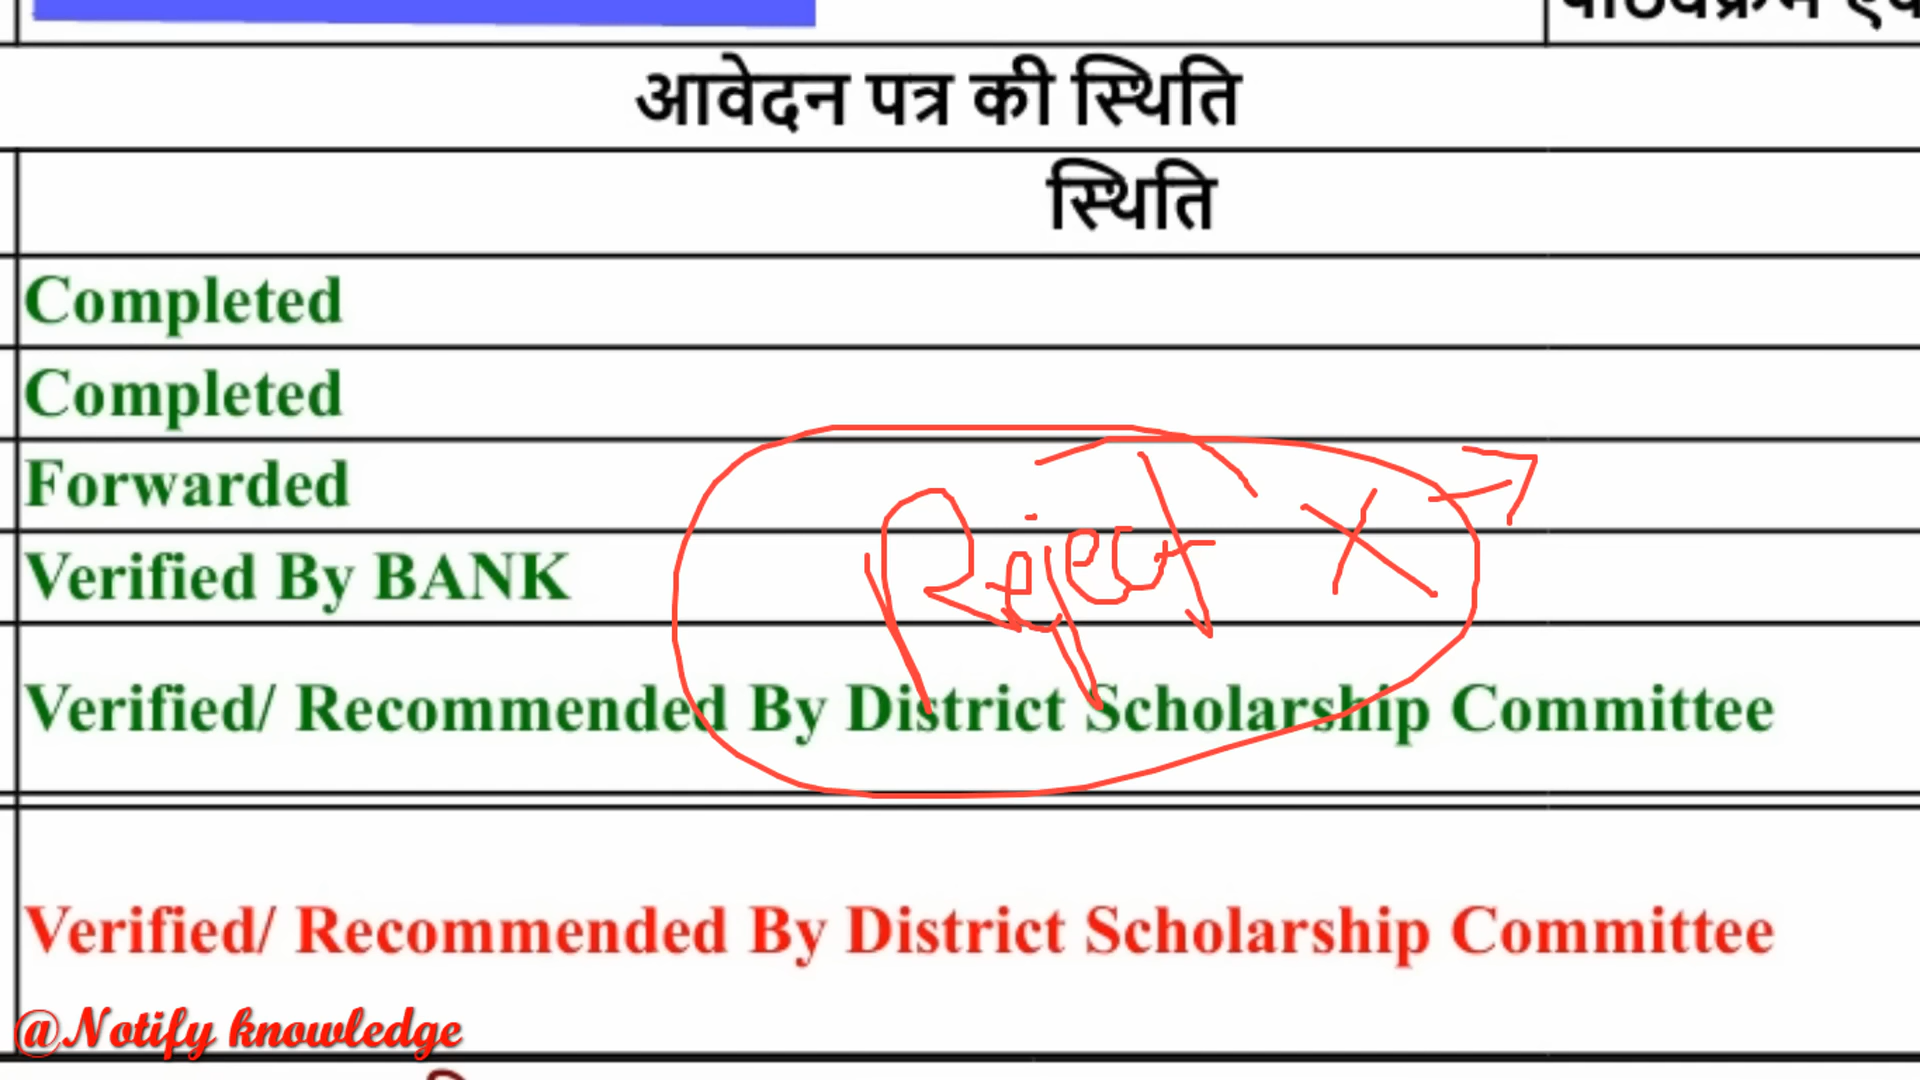 आवेदन पत्र की स्थिति
स्थिति
Completed
Completed
Forwarded
Reject X
Verified By BANK
Verified/ Recommended By District Scholarship Committee
Verified/ Recommended By District Scholarship Committee
@Notify knowledge